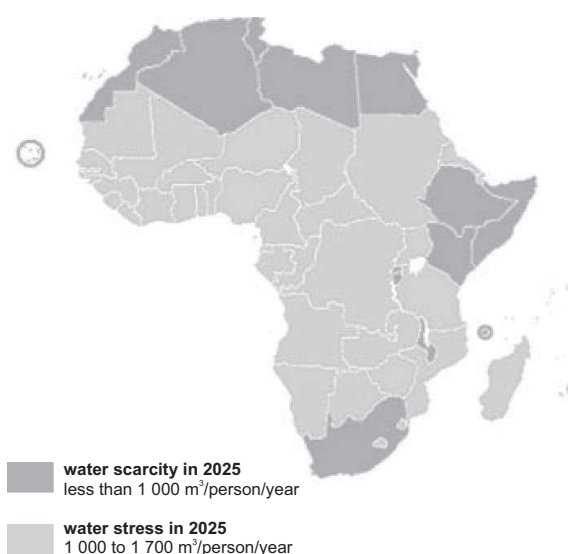 water scarcity in 2025
less than 1 000 m³/person/year
water stress in 2025
1 000 to 1 700 m³/person/year